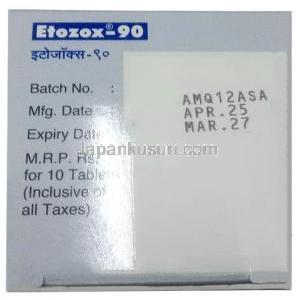 Etozox®-90
इटोजॉक्स-९०
Batch No. :
Mfg. Date
Expiry Date
M.R.P. Rs.
for 10 Tablets
(Inclusive of
all Taxes)
AMQ12ASA
APR.25
MAR.27
Japankusuri.com